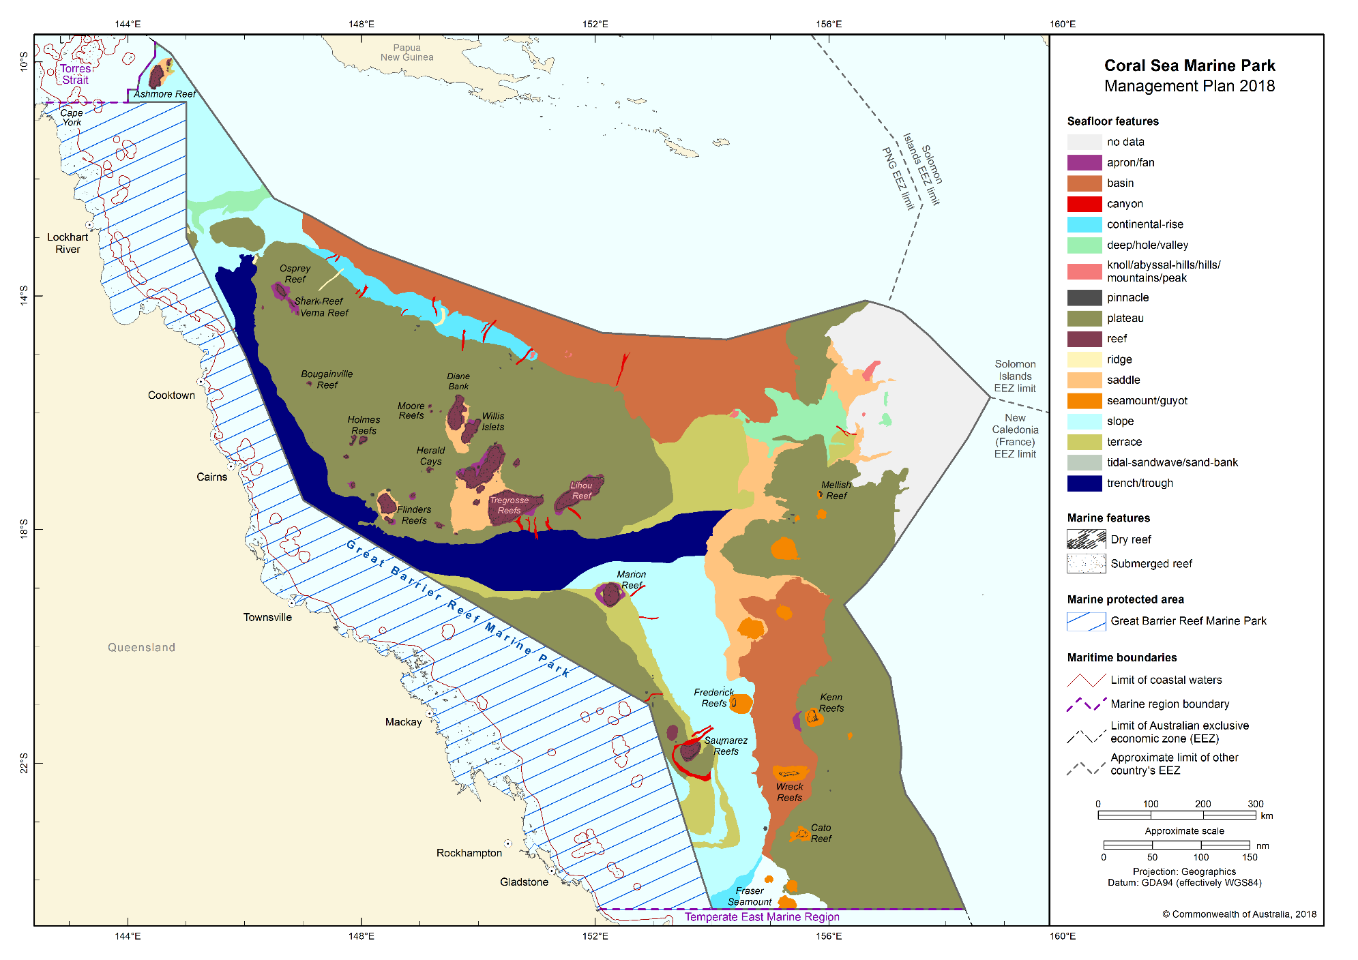 144°E
148°E
152°E
156°E
160°E
10°S
14°S
18°S
22°S
Papua
New Guinea
Torres
Strait
Ashmore Reef
Cape
York
Solomon
Islands EEZ limit
PNG EEZ limit
Lockhart
River
Osprey
Reef
Shark Reef
Vema Reef
Cooktown
Bougainville
Reef
Diane
Bank
Moore
Reefs
Willis
Islets
Holmes
Reefs
Herald
Cays
Cairns
Flinders
Reefs
Tregrosse
Reefs
Lihou
Reef
Mellish
Reef
Solomon
Islands
EEZ limit
New
Caledonia
(France)
EEZ limit
Great Barrier Reef Marine Park
Marion
Reef
Townsville
Queensland
Mackay
Frederick
Reefs
Kenn
Reefs
Saumarez
Reefs
Wreck
Reefs
Cato
Reef
Rockhampton
Gladstone
Fraser
Seamount
Temperate East Marine Region
144°E
148°E
152°E
156°E
160°E
Coral Sea Marine Park
Management Plan 2018
Seafloor features
no data
apron/fan
basin
canyon
continental-rise
deep/hole/valley
knoll/abyssal-hills/hills/
mountains/peak
pinnacle
plateau
reef
ridge
saddle
seamount/guyot
slope
terrace
tidal-sandwave/sand-bank
trench/trough
Marine features
Dry reef
Submerged reef
Marine protected area
Great Barrier Reef Marine Park
Maritime boundaries
Limit of coastal waters
Marine region boundary
Limit of Australian exclusive
economic zone (EEZ)
Approximate limit of other
country's EEZ
0 100 200 300
km
Approximate scale
nm
0 50 100 150
Projection: Geographics
Datum: GDA94 (effectively WGS84)
© Commonwealth of Australia, 2018